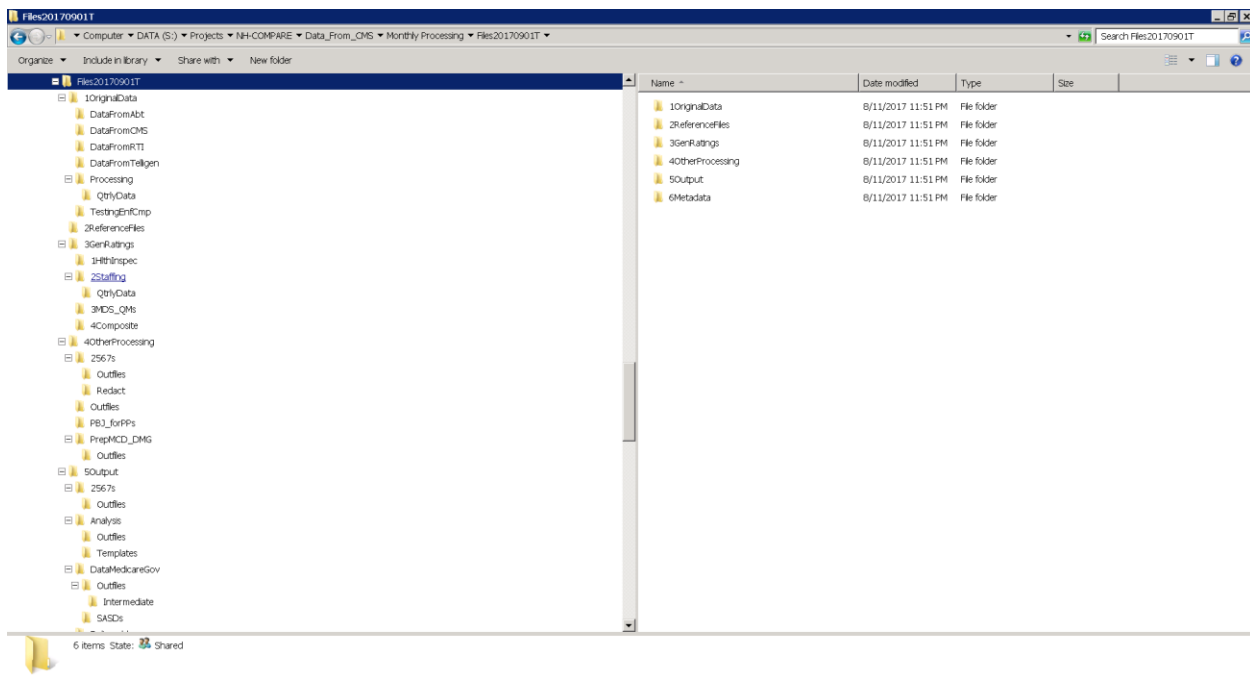 Files20170901T
Computer ▾ DATA (S:) ▾ Projects ▾ NH-COMPARE ▾ Data_From_CMS ▾ Monthly Processing ▾ Files20170901T ▾
Search Files20170901T
Organize ▾ Include in library ▾ Share with ▾ New folder
Files20170901T
1OriginalData
DataFromAbt
DataFromCMS
DataFromRTI
DataFromTelligen
Processing
QtrlyData
TestingEnfCmp
2ReferenceFiles
3GenRatings
1HlthInspec
2Staffing
QtrlyData
3MDS_QMs
4Composite
4OtherProcessing
2567s
Outfiles
Redact
Outfiles
PBJ_forPPs
PrepMCD_DMG
Outfiles
5Output
2567s
Outfiles
Analysis
Outfiles
Templates
DataMedicareGov
Outfiles
Intermediate
SASDs
Name Date modified Type Size
1OriginalData 8/11/2017 11:51 PM File folder
2ReferenceFiles 8/11/2017 11:51 PM File folder
3GenRatings 8/11/2017 11:51 PM File folder
4OtherProcessing 8/11/2017 11:51 PM File folder
5Output 8/11/2017 11:51 PM File folder
6Metadata 8/11/2017 11:51 PM File folder
6 items State: Shared